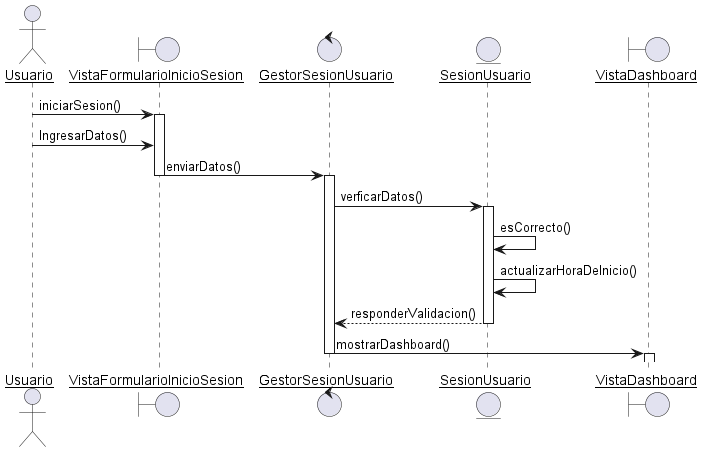 Usuario
VistaFormularioInicioSesion
GestorSesionUsuario
SesionUsuario
VistaDashboard
iniciarSesion()
IngresarDatos()
enviarDatos()
verficarDatos()
esCorrecto()
actualizarHoraDeInicio()
responderValidacion()
mostrarDashboard()
Usuario
VistaFormularioInicioSesion
GestorSesionUsuario
SesionUsuario
VistaDashboard